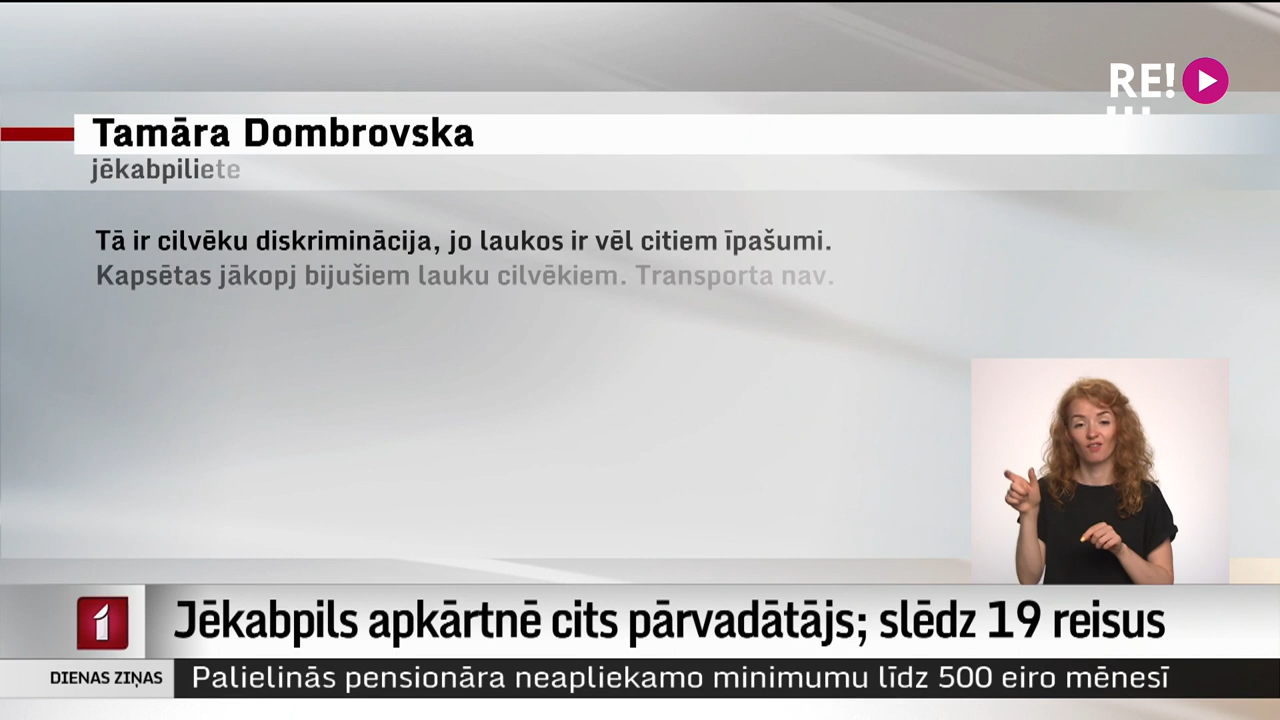 RE!
Tamāra Dombrovska
jēkabpiliete
Tā ir cilvēku diskriminācija, jo laukos ir vēl citiem īpašumi.
Kapsētas jākopj bijušiem lauku cilvēkiem. Transporta nav.
1 Jēkabpils apkārtnē cits pārvadātājs; slēdz 19 reisus
DIENAS ZIŅAS Palielinās pensionāra neapliekamo minimumu līdz 500 eiro mēnesī